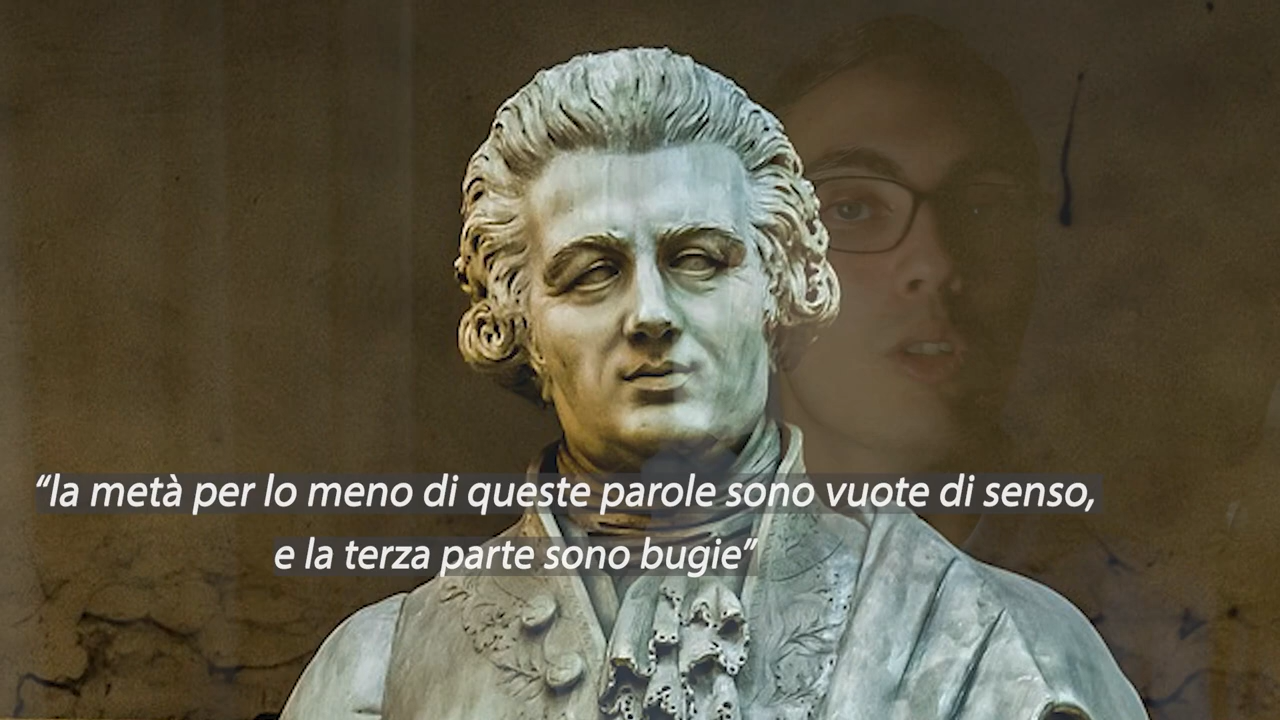 “la metà per lo meno di queste parole sono vuote di senso,
e la terza parte sono bugie”